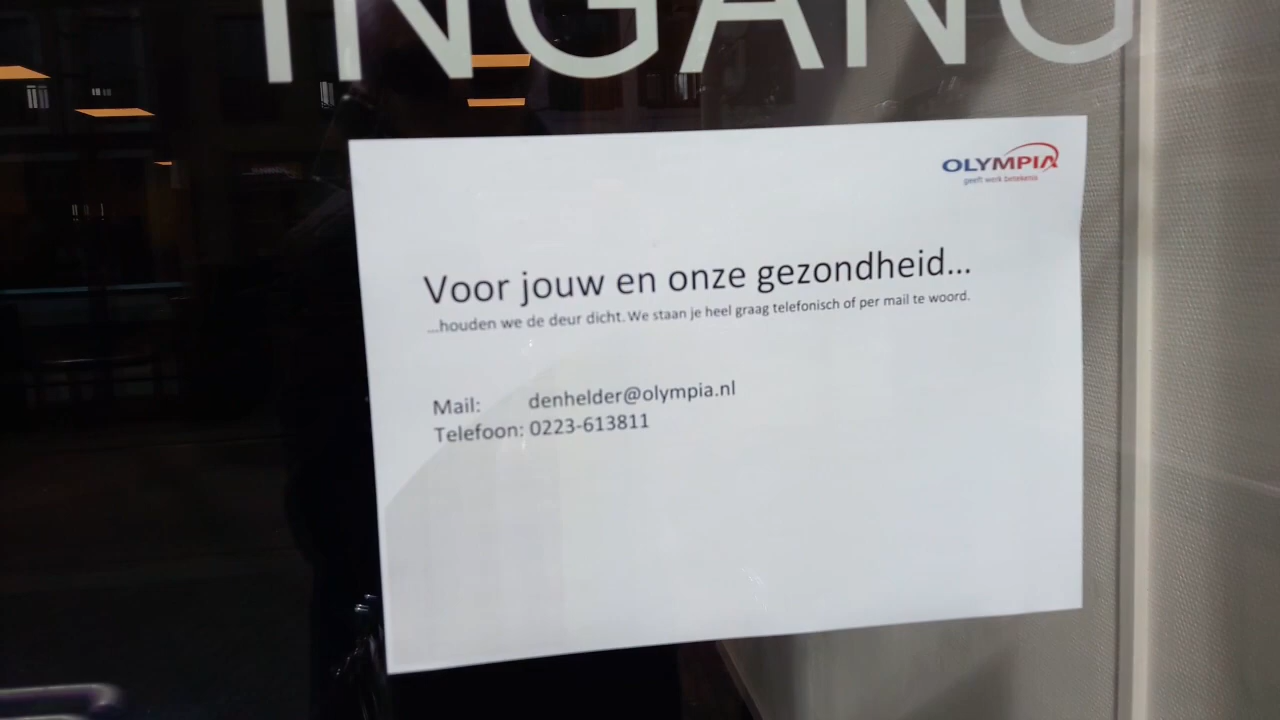 INGANG
OLYMPIA
geeft werk betekenis
Voor jouw en onze gezondheid...
...houden we de deur dicht. We staan je heel graag telefonisch of per mail te woord.
Mail: denhelder@olympia.nl
Telefoon: 0223-613811